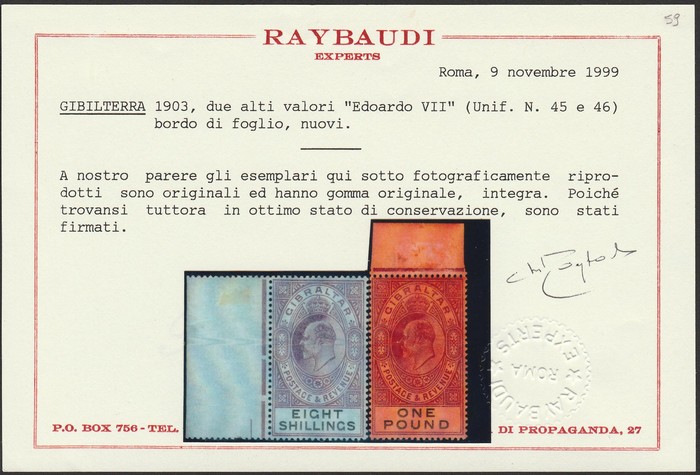 59
RAYBAUDI
EXPERTS
Roma, 9 novembre 1999
GIBILTERRA 1903, due alti valori "Edoardo VII" (Unif. N. 45 e 46)
bordo di foglio, nuovi.
A nostro parere gli esemplari qui sotto fotograficamente ripro-
dotti sono originali ed hanno gomma originale, integra. Poiché
trovansi tuttora in ottimo stato di conservazione, sono stati
firmati.
GIBRALTAR
POSTAGE & REVENUE
EIGHT
SHILLINGS
GIBRALTAR
POSTAGE & REVENUE
ONE
POUND
RAYBAUDI EXPERTS
ROMA
P.O. BOX 756 - TEL.
DI PROPAGANDA, 27